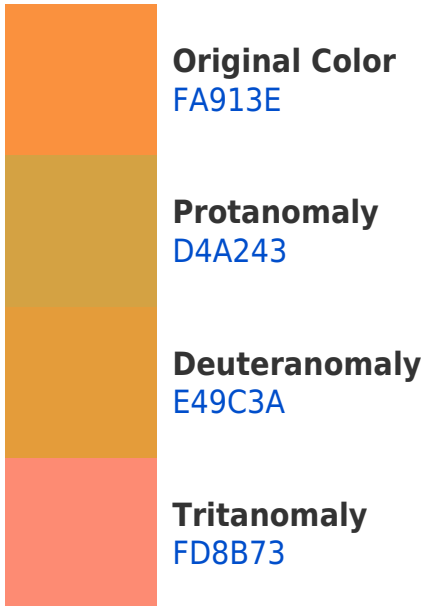 Original Color
FA913E
Protanomaly
D4A243
Deuteranomaly
E49C3A
Tritanomaly
FD8B73